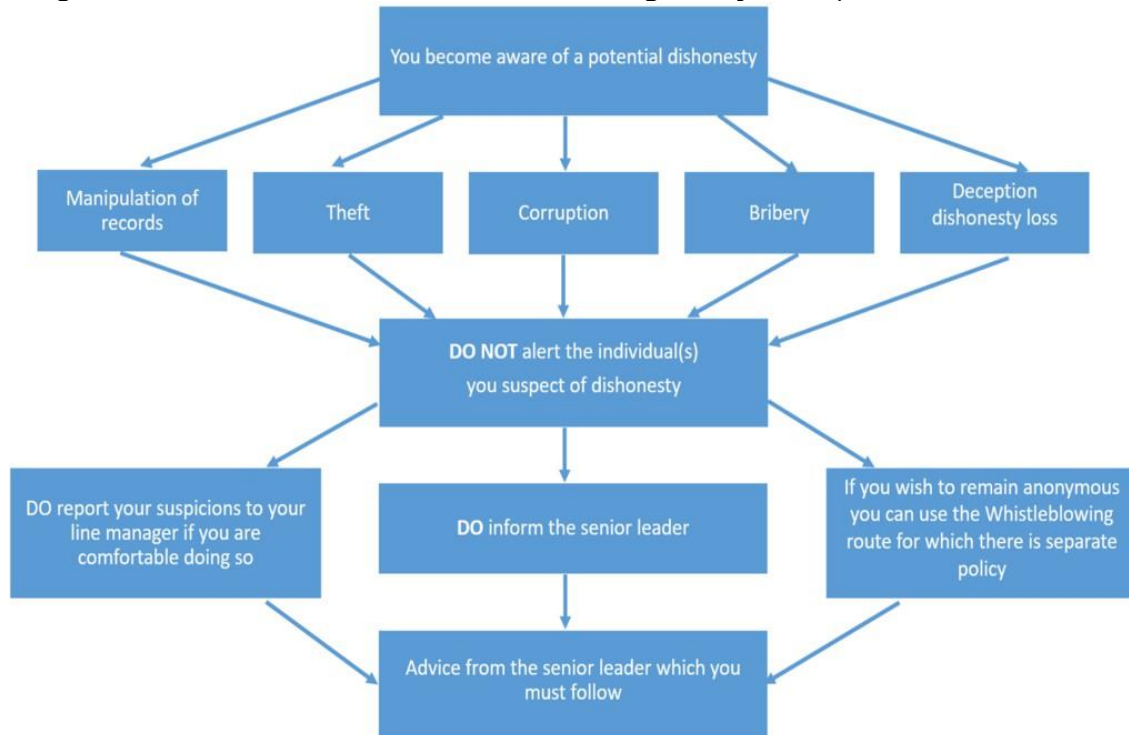 You become aware of a potential dishonesty
Manipulation of
records
Theft
Corruption
Bribery
Deception
dishonesty loss
DO NOT alert the individual(s)
you suspect of dishonesty
DO report your suspicions to your
line manager if you are
comfortable doing so
DO inform the senior leader
If you wish to remain anonymous
you can use the Whistleblowing
route for which there is separate
policy
Advice from the senior leader which you
must follow